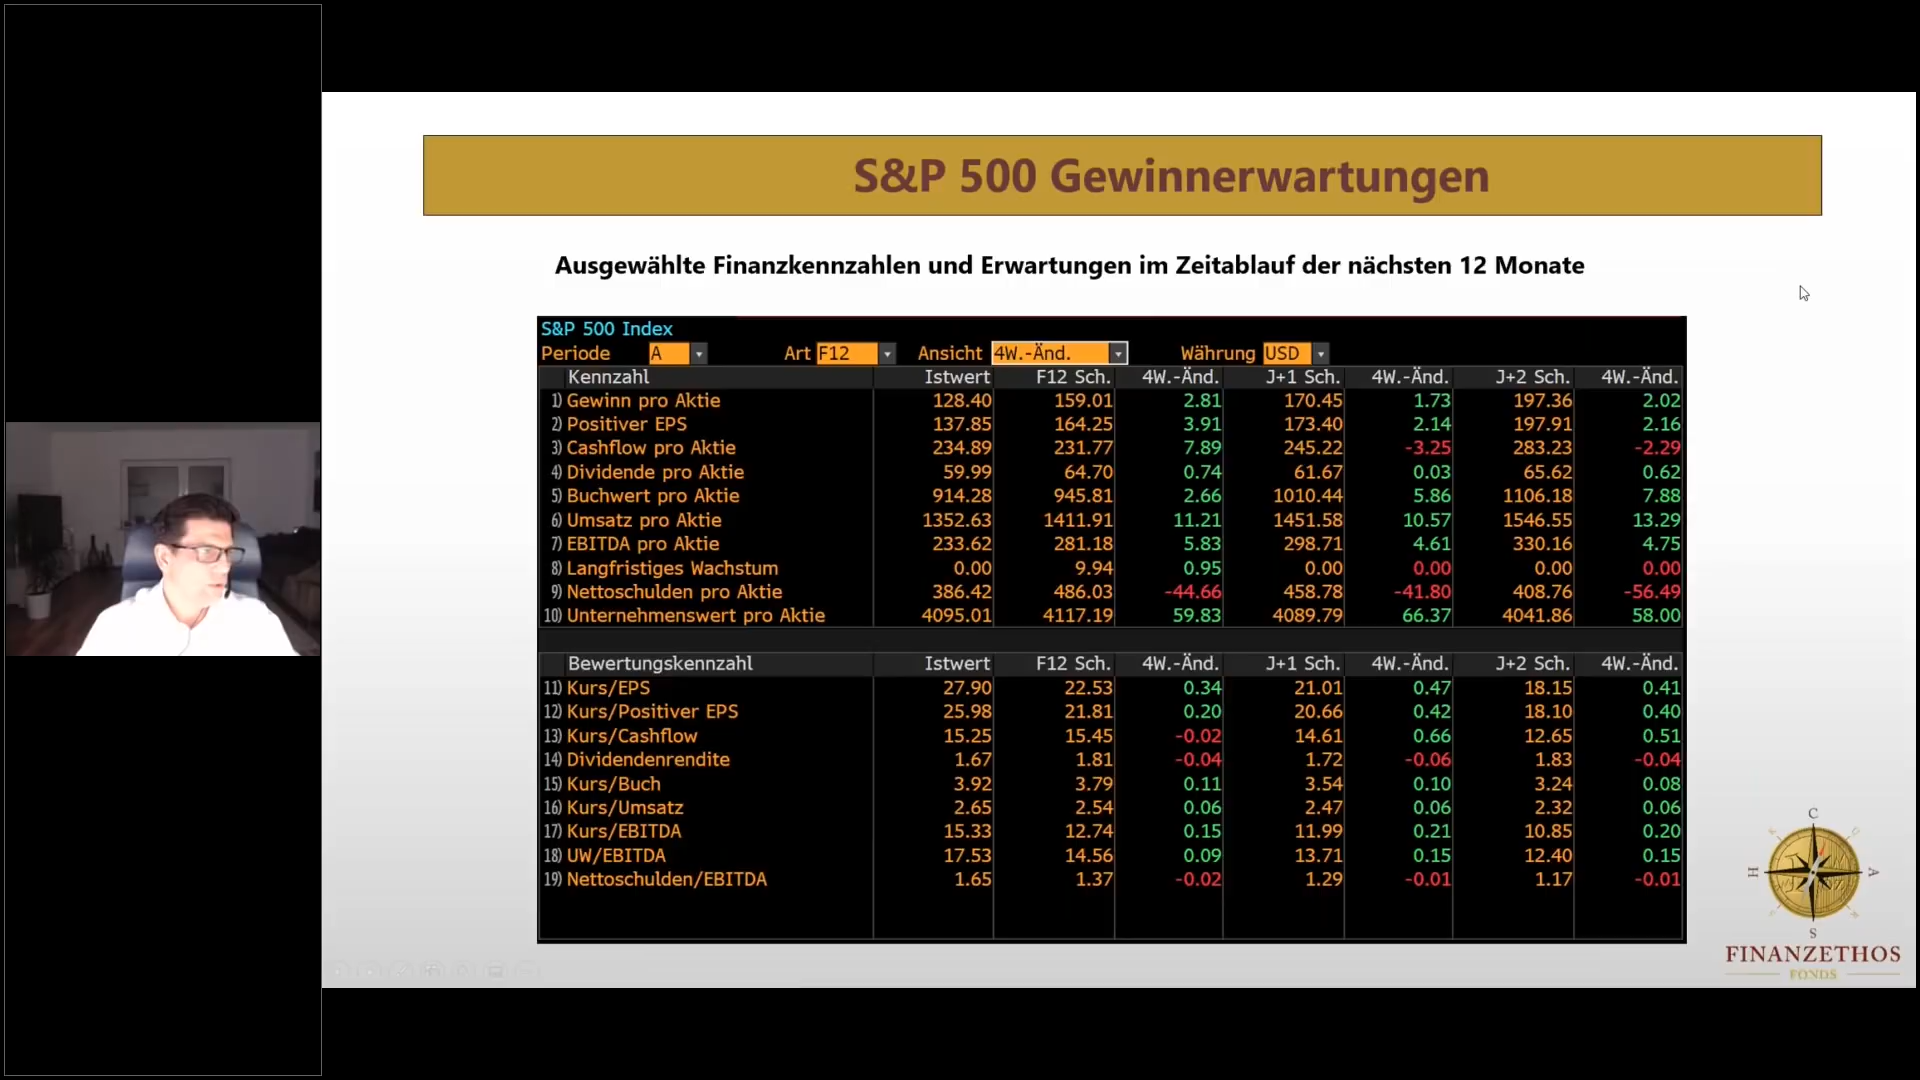 S&P 500 Gewinnerwartungen
Ausgewählte Finanzkennzahlen und Erwartungen im Zeitablauf der nächsten 12 Monate
S&P 500 Index
Periode A Art F12 Ansicht 4W.-Änd. Währung USD
Kennzahl Istwert F12 Sch. 4W.-Änd. J+1 Sch. 4W.-Änd. J+2 Sch. 4W.-Änd.
1) Gewinn pro Aktie 128.40 159.01 2.81 170.45 1.73 197.36 2.02
2) Positiver EPS 137.85 164.25 3.91 173.40 2.14 197.91 2.16
3) Cashflow pro Aktie 234.89 231.77 7.89 245.22 -3.25 283.23 -2.29
4) Dividende pro Aktie 59.99 64.70 0.74 61.67 0.03 65.62 0.62
5) Buchwert pro Aktie 914.28 945.81 2.66 1010.44 5.86 1106.18 7.88
6) Umsatz pro Aktie 1352.63 1411.91 11.21 1451.58 10.57 1546.55 13.29
7) EBITDA pro Aktie 233.62 281.18 5.83 298.71 4.61 330.16 4.75
8) Langfristiges Wachstum 0.00 9.94 0.95 0.00 0.00 0.00 0.00
9) Nettoschulden pro Aktie 386.42 486.03 -44.66 458.78 -41.80 408.76 -56.49
10) Unternehmenswert pro Aktie 4095.01 4117.19 59.83 4089.79 66.37 4041.86 58.00
Bewertungskennzahl Istwert F12 Sch. 4W.-Änd. J+1 Sch. 4W.-Änd. J+2 Sch. 4W.-Änd.
11) Kurs/EPS 27.90 22.53 0.34 21.01 0.47 18.15 0.41
12) Kurs/Positiver EPS 25.98 21.81 0.20 20.66 0.42 18.10 0.40
13) Kurs/Cashflow 15.25 15.45 -0.02 14.61 0.66 12.65 0.51
14) Dividendenrendite 1.67 1.81 -0.04 1.72 -0.06 1.83 -0.04
15) Kurs/Buch 3.92 3.79 0.11 3.54 0.10 3.24 0.08
16) Kurs/Umsatz 2.65 2.54 0.06 2.47 0.06 2.32 0.06
17) Kurs/EBITDA 15.33 12.74 0.15 11.99 0.21 10.85 0.20
18) UW/EBITDA 17.53 14.56 0.09 13.71 0.15 12.40 0.15
19) Nettoschulden/EBITDA 1.65 1.37 -0.02 1.29 -0.01 1.17 -0.01
C
H A
S
FINANZETHOS
FONDS